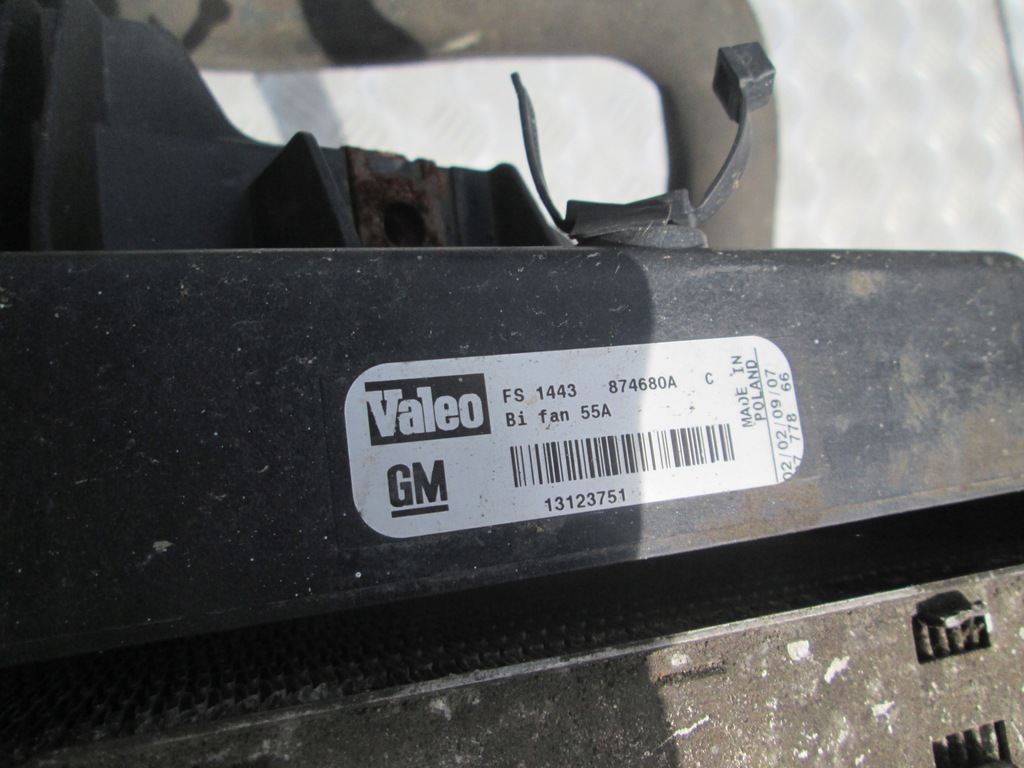 Valeo
FS 1443 874680A C
Bi fan 55A
GM
13123751
MADE IN
POLAND
02/02/09/07
778 66